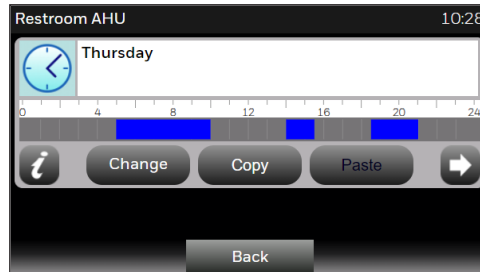 Restroom AHU 10:28
Thursday
0 4 8 12 16 20 24
i Change Copy Paste
Back